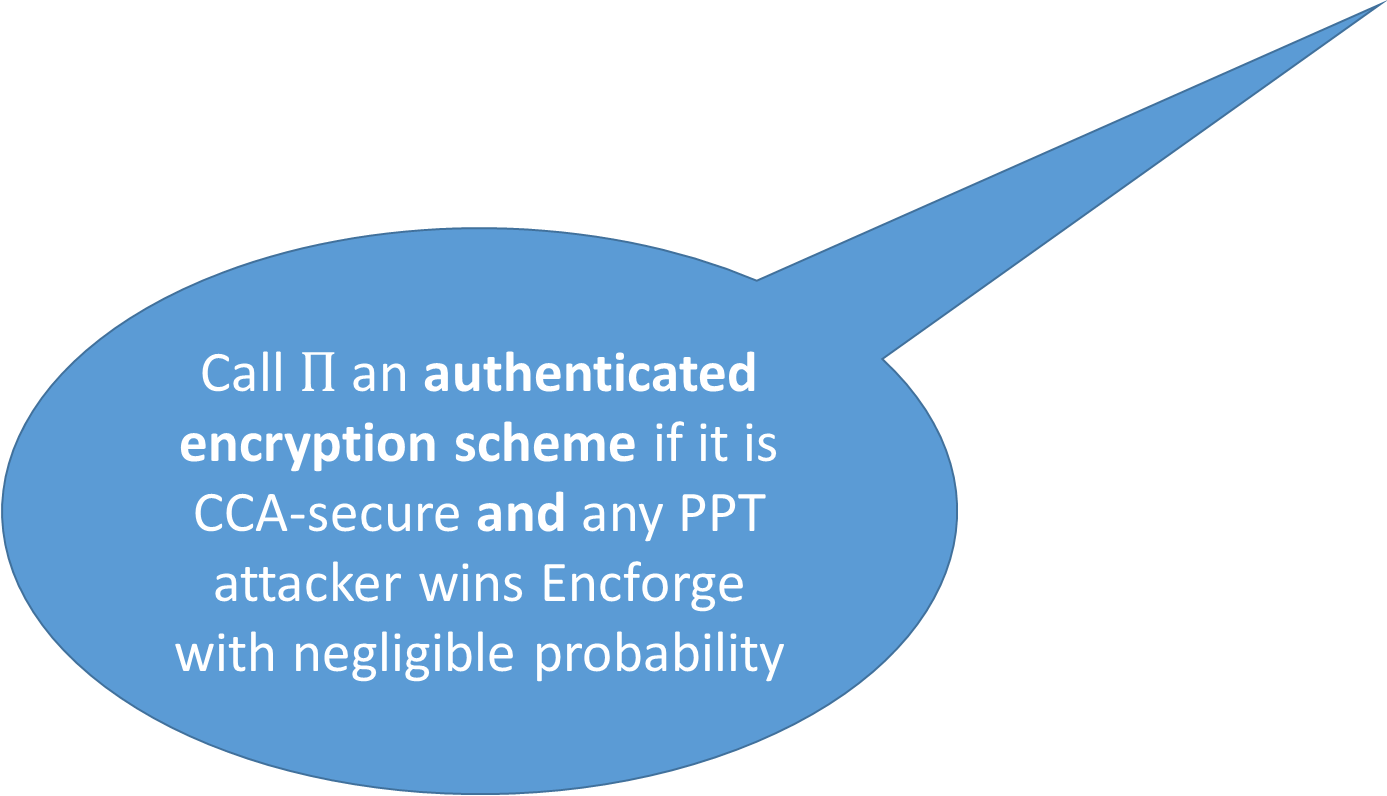 Call Π an authenticated
encryption scheme if it is
CCA-secure and any PPT
attacker wins Encforge
with negligible probability